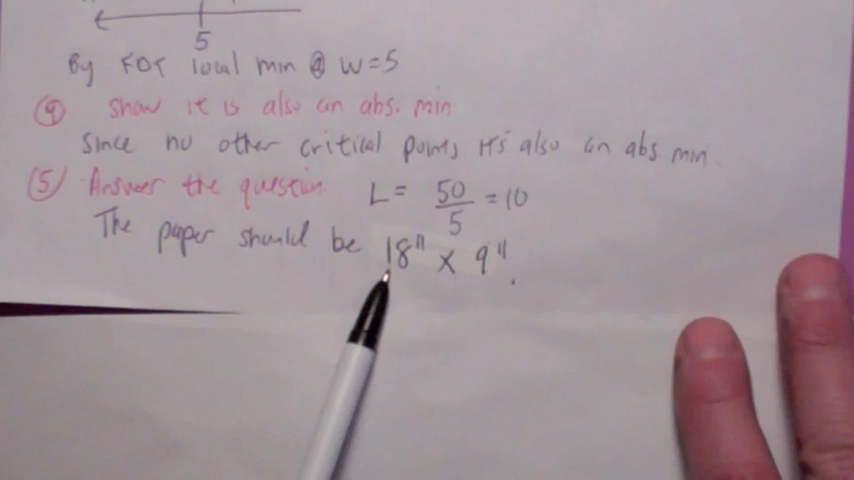 5
By FDT local min @ w=5
④ show it is also an abs. min
Since no other critical points it's also an abs min
⑤ Answer the question L = 50/5 = 10
The paper should be 18" x 9".